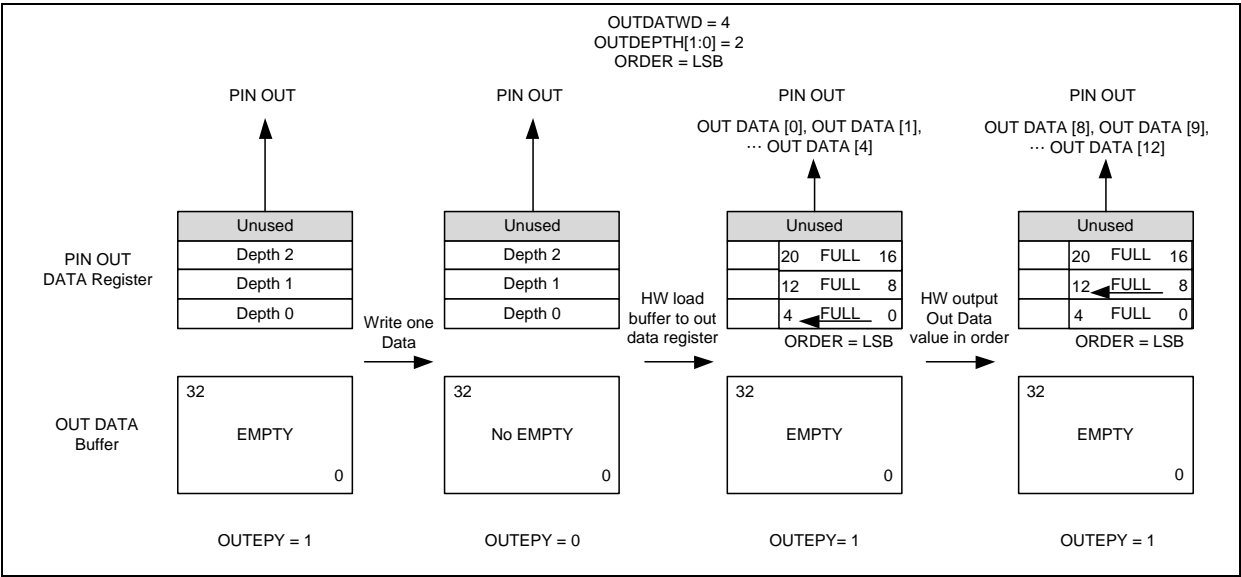 OUTDATWD = 4
OUTDEPTH[1:0] = 2
ORDER = LSB
PIN OUT
PIN OUT
PIN OUT
PIN OUT
OUT DATA [0], OUT DATA [1],
··· OUT DATA [4]
OUT DATA [8], OUT DATA [9],
··· OUT DATA [12]
PIN OUT
DATA Register
Unused
Depth 2
Depth 1
Depth 0
Write one
Data
Unused
Depth 2
Depth 1
Depth 0
HW load
buffer to out
data register
Unused
20 FULL 16
12 FULL 8
4 FULL 0
ORDER = LSB
HW output
Out Data
value in order
Unused
20 FULL 16
12 FULL 8
4 FULL 0
ORDER = LSB
OUT DATA
Buffer
32
EMPTY
0
32
No EMPTY
0
32
EMPTY
0
32
EMPTY
0
OUTEPY = 1
OUTEPY = 0
OUTEPY= 1
OUTEPY = 1